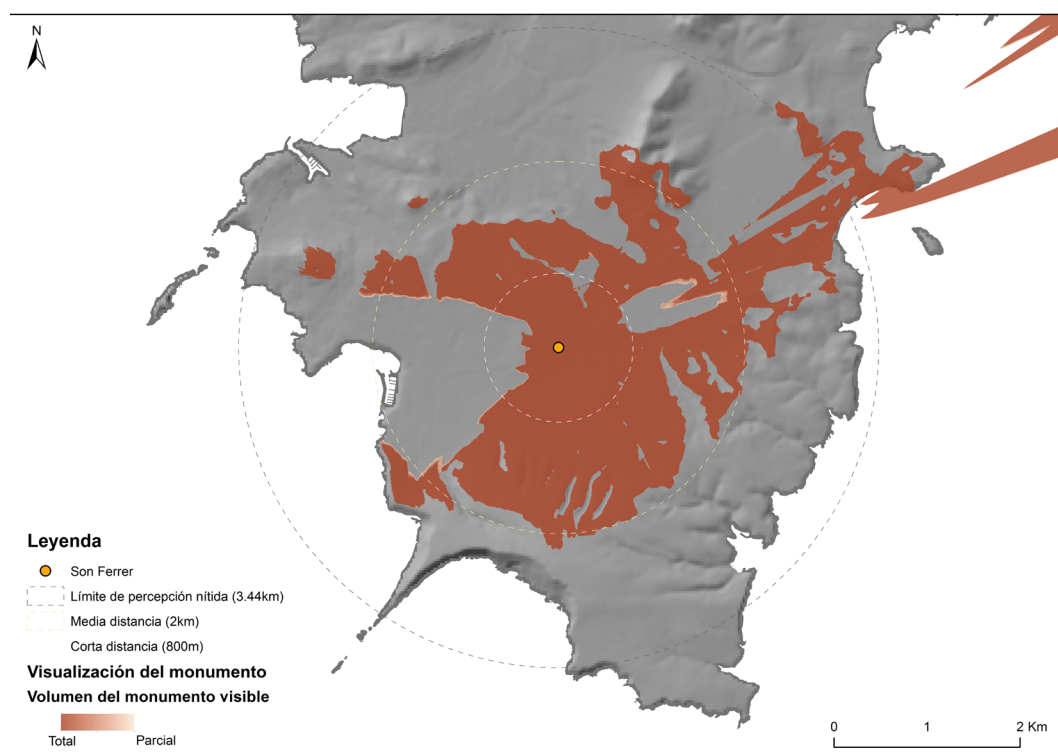 N
Leyenda
Son Ferrer
Límite de percepción nítida (3.44km)
Media distancia (2km)
Corta distancia (800m)
Visualización del monumento
Volumen del monumento visible
Total Parcial
0 1 2 Km